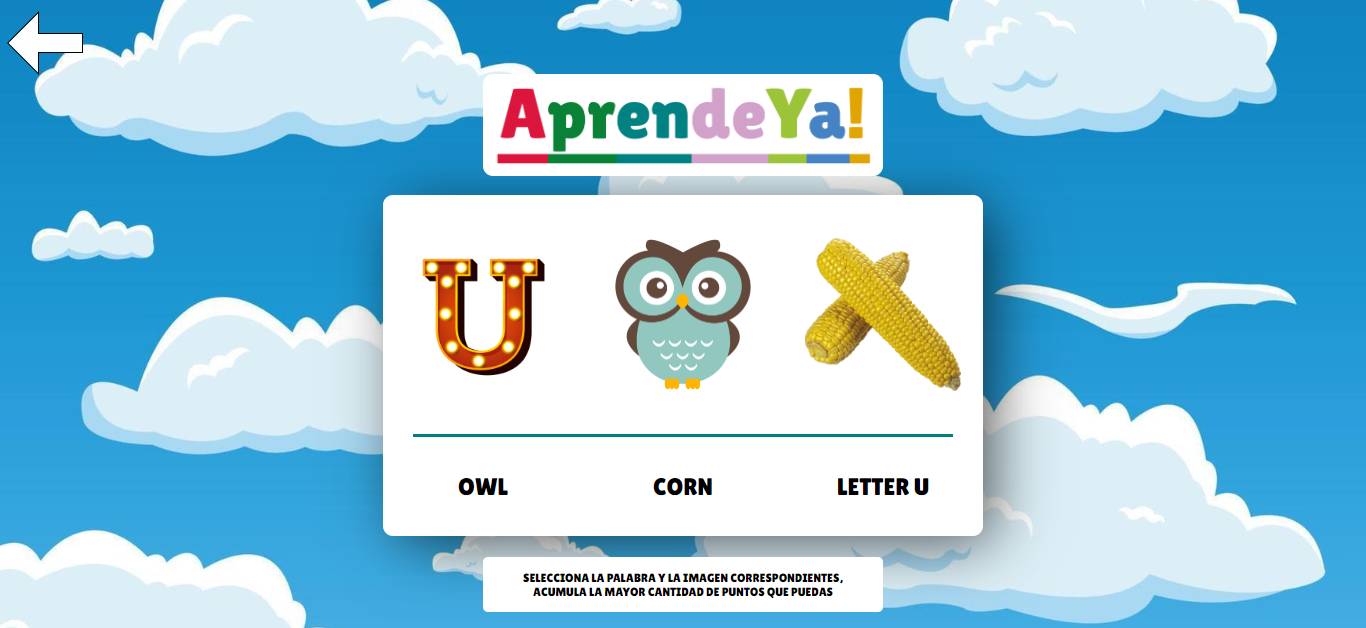 AprendeYa!
U
OWL CORN LETTER U
SELECCIONA LA PALABRA Y LA IMAGEN CORRESPONDIENTES,
ACUMULA LA MAYOR CANTIDAD DE PUNTOS QUE PUEDAS